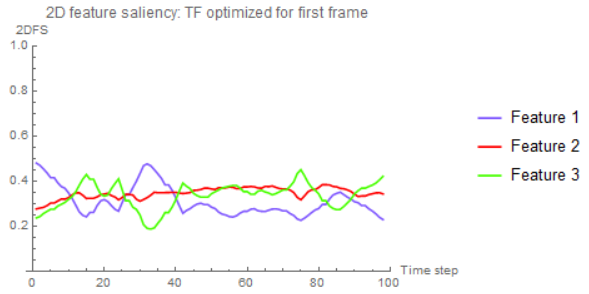 2D feature saliency: TF optimized for first frame
2DFS
1.0
0.8
0.6
0.4
0.2
0 20 40 60 80 100
Time step
Feature 1
Feature 2
Feature 3